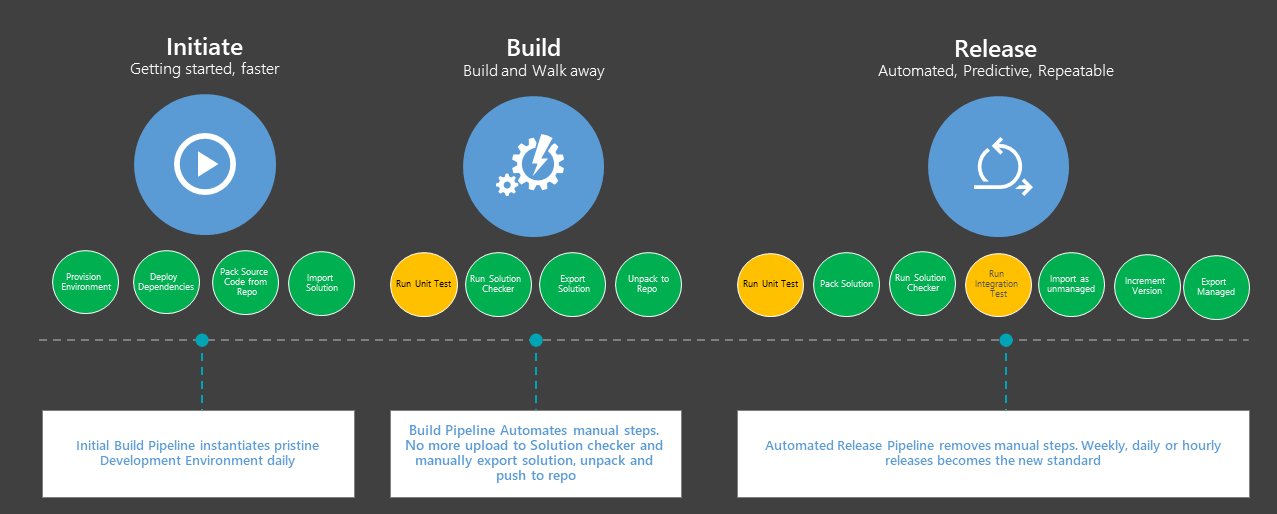 Initiate
Getting started, faster
Build
Build and Walk away
Release
Automated, Predictive, Repeatable
Provision
Environment
Deploy
Dependencies
Pack Source
Code from
Repo
Import
Solution
Run Unit Test
Run Solution
Checker
Export
Solution
Unpack to
Repo
Run Unit Test
Pack Solution
Run Solution
Checker
Run
Integration
Test
Import as
unmanaged
Increment
Version
Export
Managed
Initial Build Pipeline instantiates pristine
Development Environment daily
Build Pipeline Automates manual steps.
No more upload to Solution checker and
manually export solution, unpack and
push to repo
Automated Release Pipeline removes manual steps. Weekly, daily or hourly
releases becomes the new standard